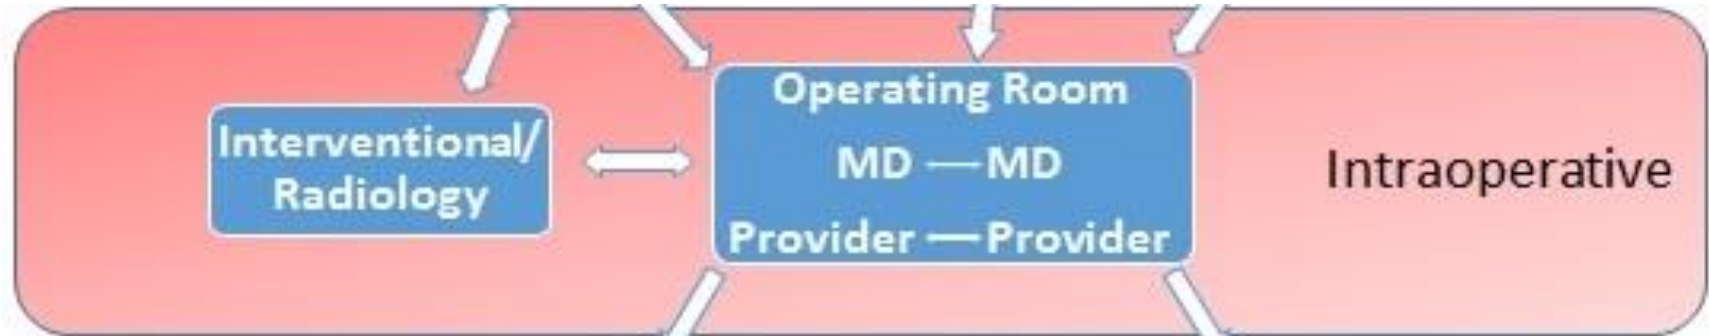 Operating Room
Interventional/
Radiology
MD — MD
Provider — Provider
Intraoperative